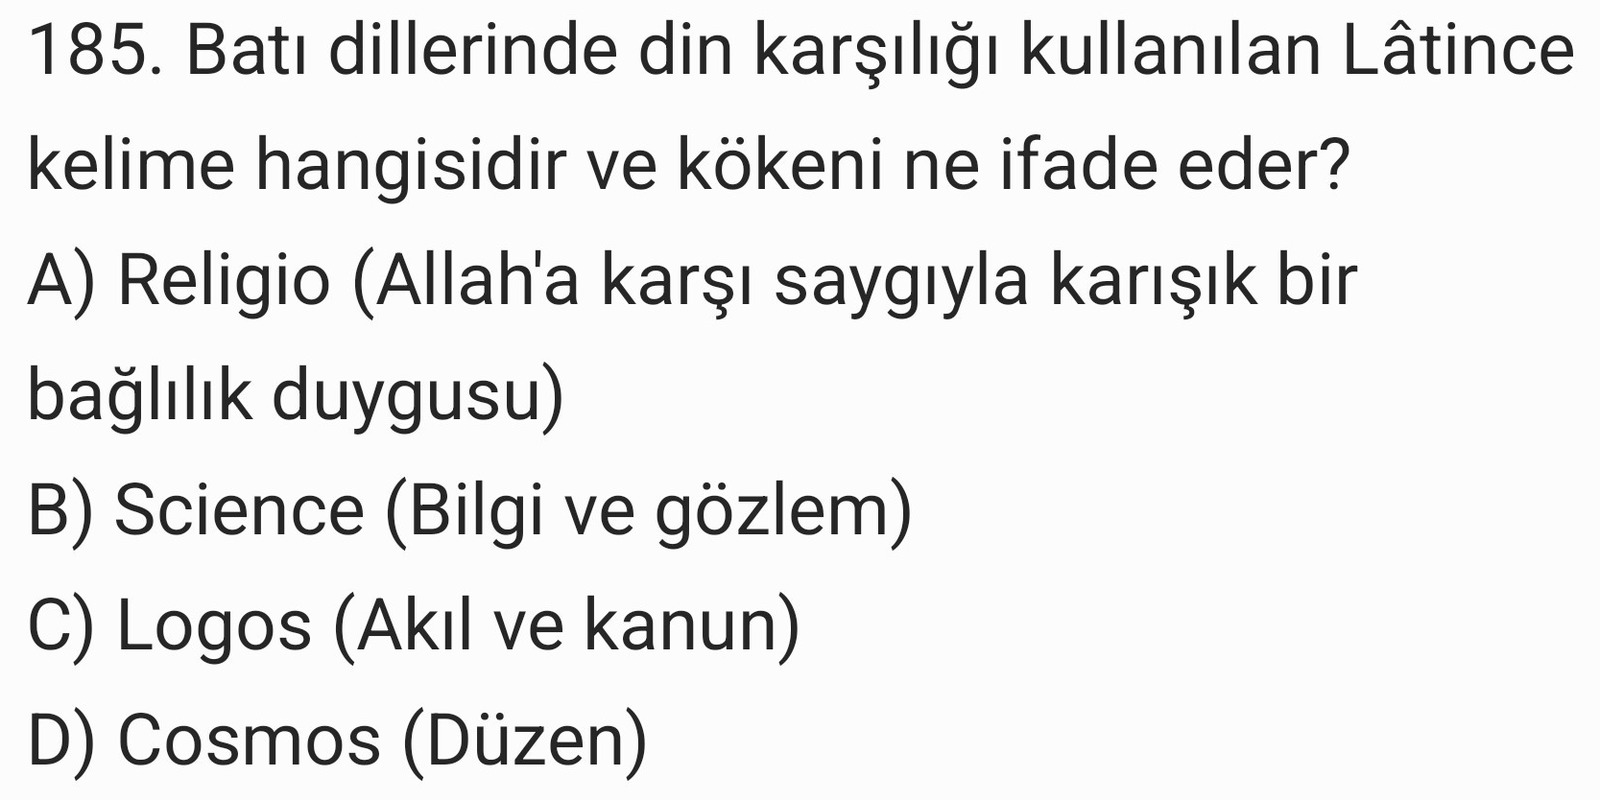 185. Batı dillerinde din karşılığı kullanılan Lâtince
kelime hangisidir ve kökeni ne ifade eder?
A) Religio (Allah'a karşı saygıyla karışık bir
bağlılık duygusu)
B) Science (Bilgi ve gözlem)
C) Logos (Akıl ve kanun)
D) Cosmos (Düzen)